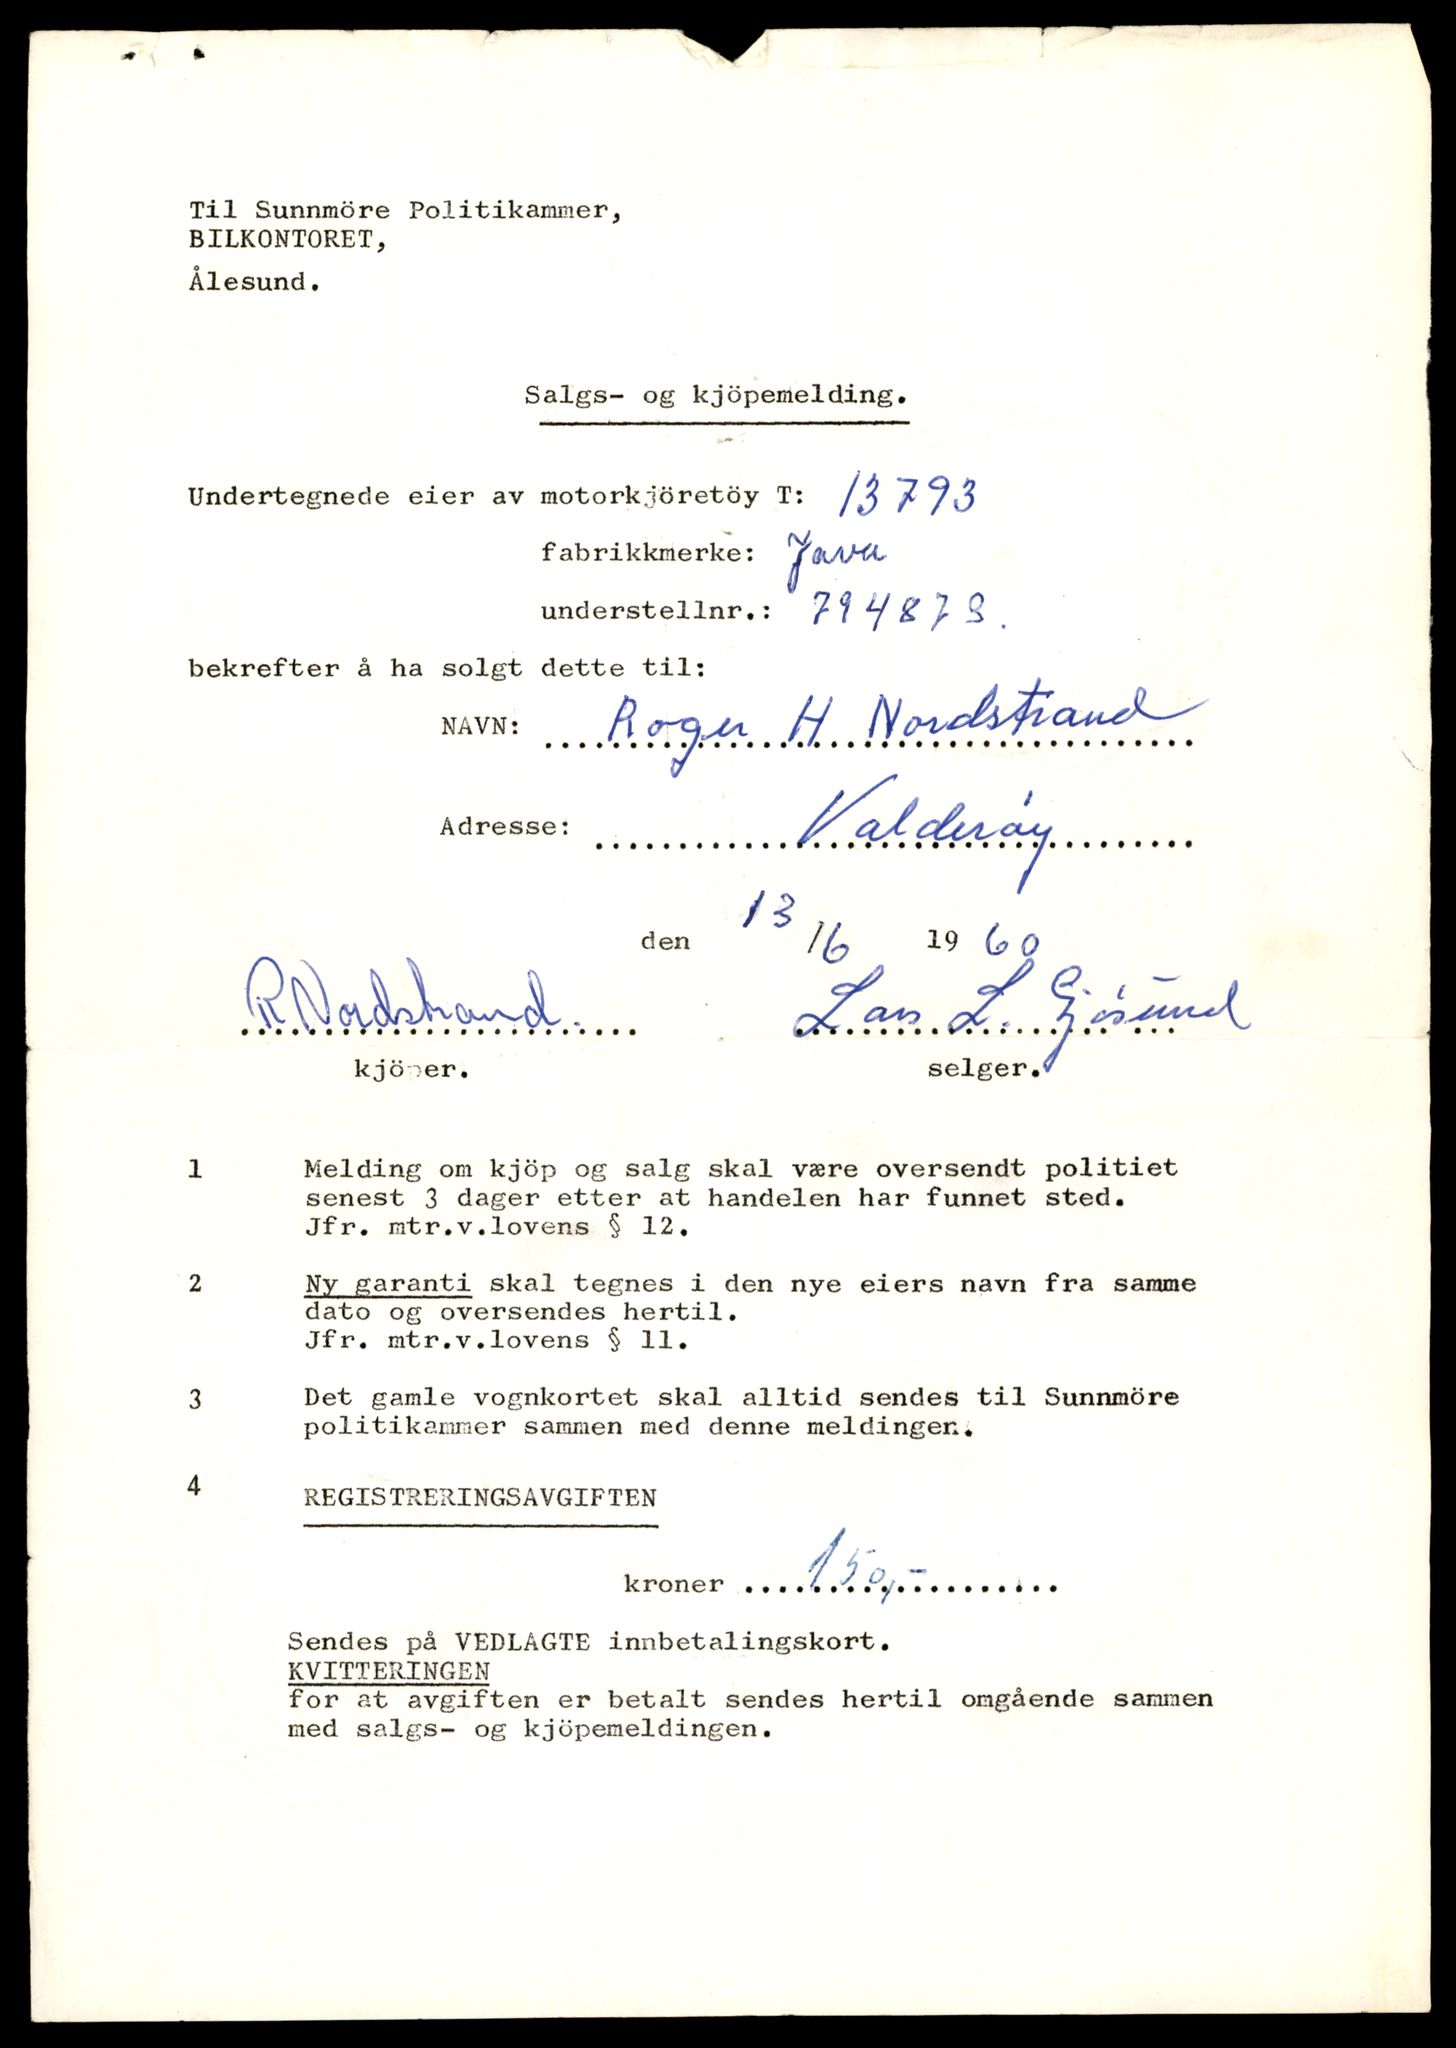 Til Sunnmöre Politikammer,
BILKONTORET,
Ålesund.
Salgs- og kjöpemelding.
Undertegnede eier av motorkjöretöy T: 13793
fabrikkmerke: Java
understellnr.: 794879.
bekrefter å ha solgt dette til:
NAVN: Roger H Nordstrand
Adresse: Valderöy
den 13/6 1960
R Nordstrand. Lars L. Gjösund
kjöper. selger.
1 Melding om kjöp og salg skal være oversendt politiet
senest 3 dager etter at handelen har funnet sted.
Jfr. mtr.v.lovens § 12.
2 Ny garanti skal tegnes i den nye eiers navn fra samme
dato og oversendes hertil.
Jfr. mtr.v.lovens § 11.
3 Det gamle vognkortet skal alltid sendes til Sunnmöre
politikammer sammen med denne meldingen.
4 REGISTRERINGSAVGIFTEN
kroner 150,-
Sendes på VEDLAGTE innbetalingskort.
KVITTERINGEN
for at avgiften er betalt sendes hertil omgående sammen
med salgs- og kjöpemeldingen.